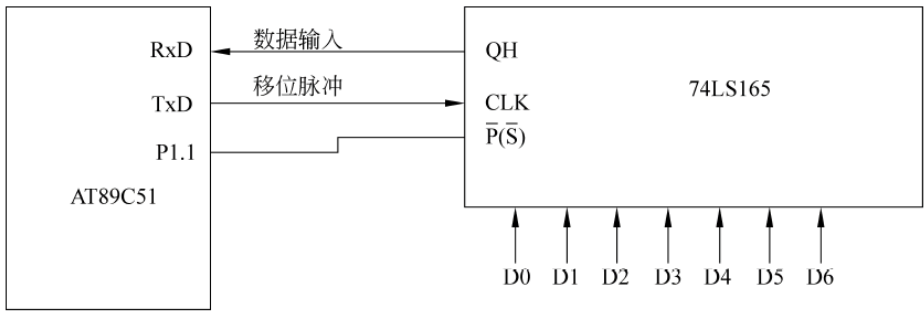 RxD 数据输入 QH
74LS165
TxD 移位脉冲 CLK
P̅(S̅)
P1.1
AT89C51
D0 D1 D2 D3 D4 D5 D6